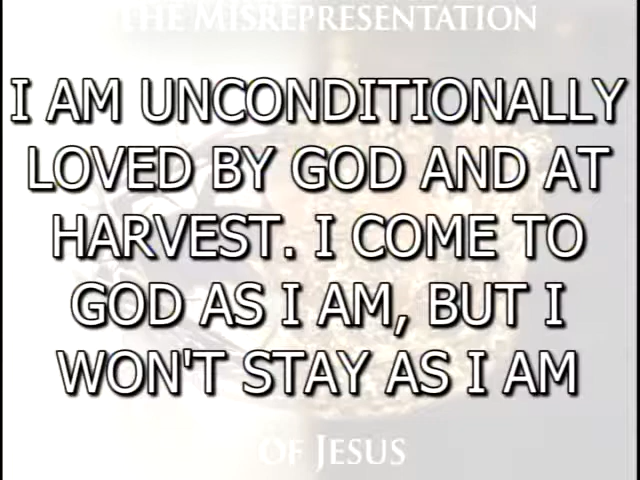 THE MISREPRESENTATION
I AM UNCONDITIONALLY
LOVED BY GOD AND AT
HARVEST. I COME TO
GOD AS I AM, BUT I
WON'T STAY AS I AM
OF JESUS